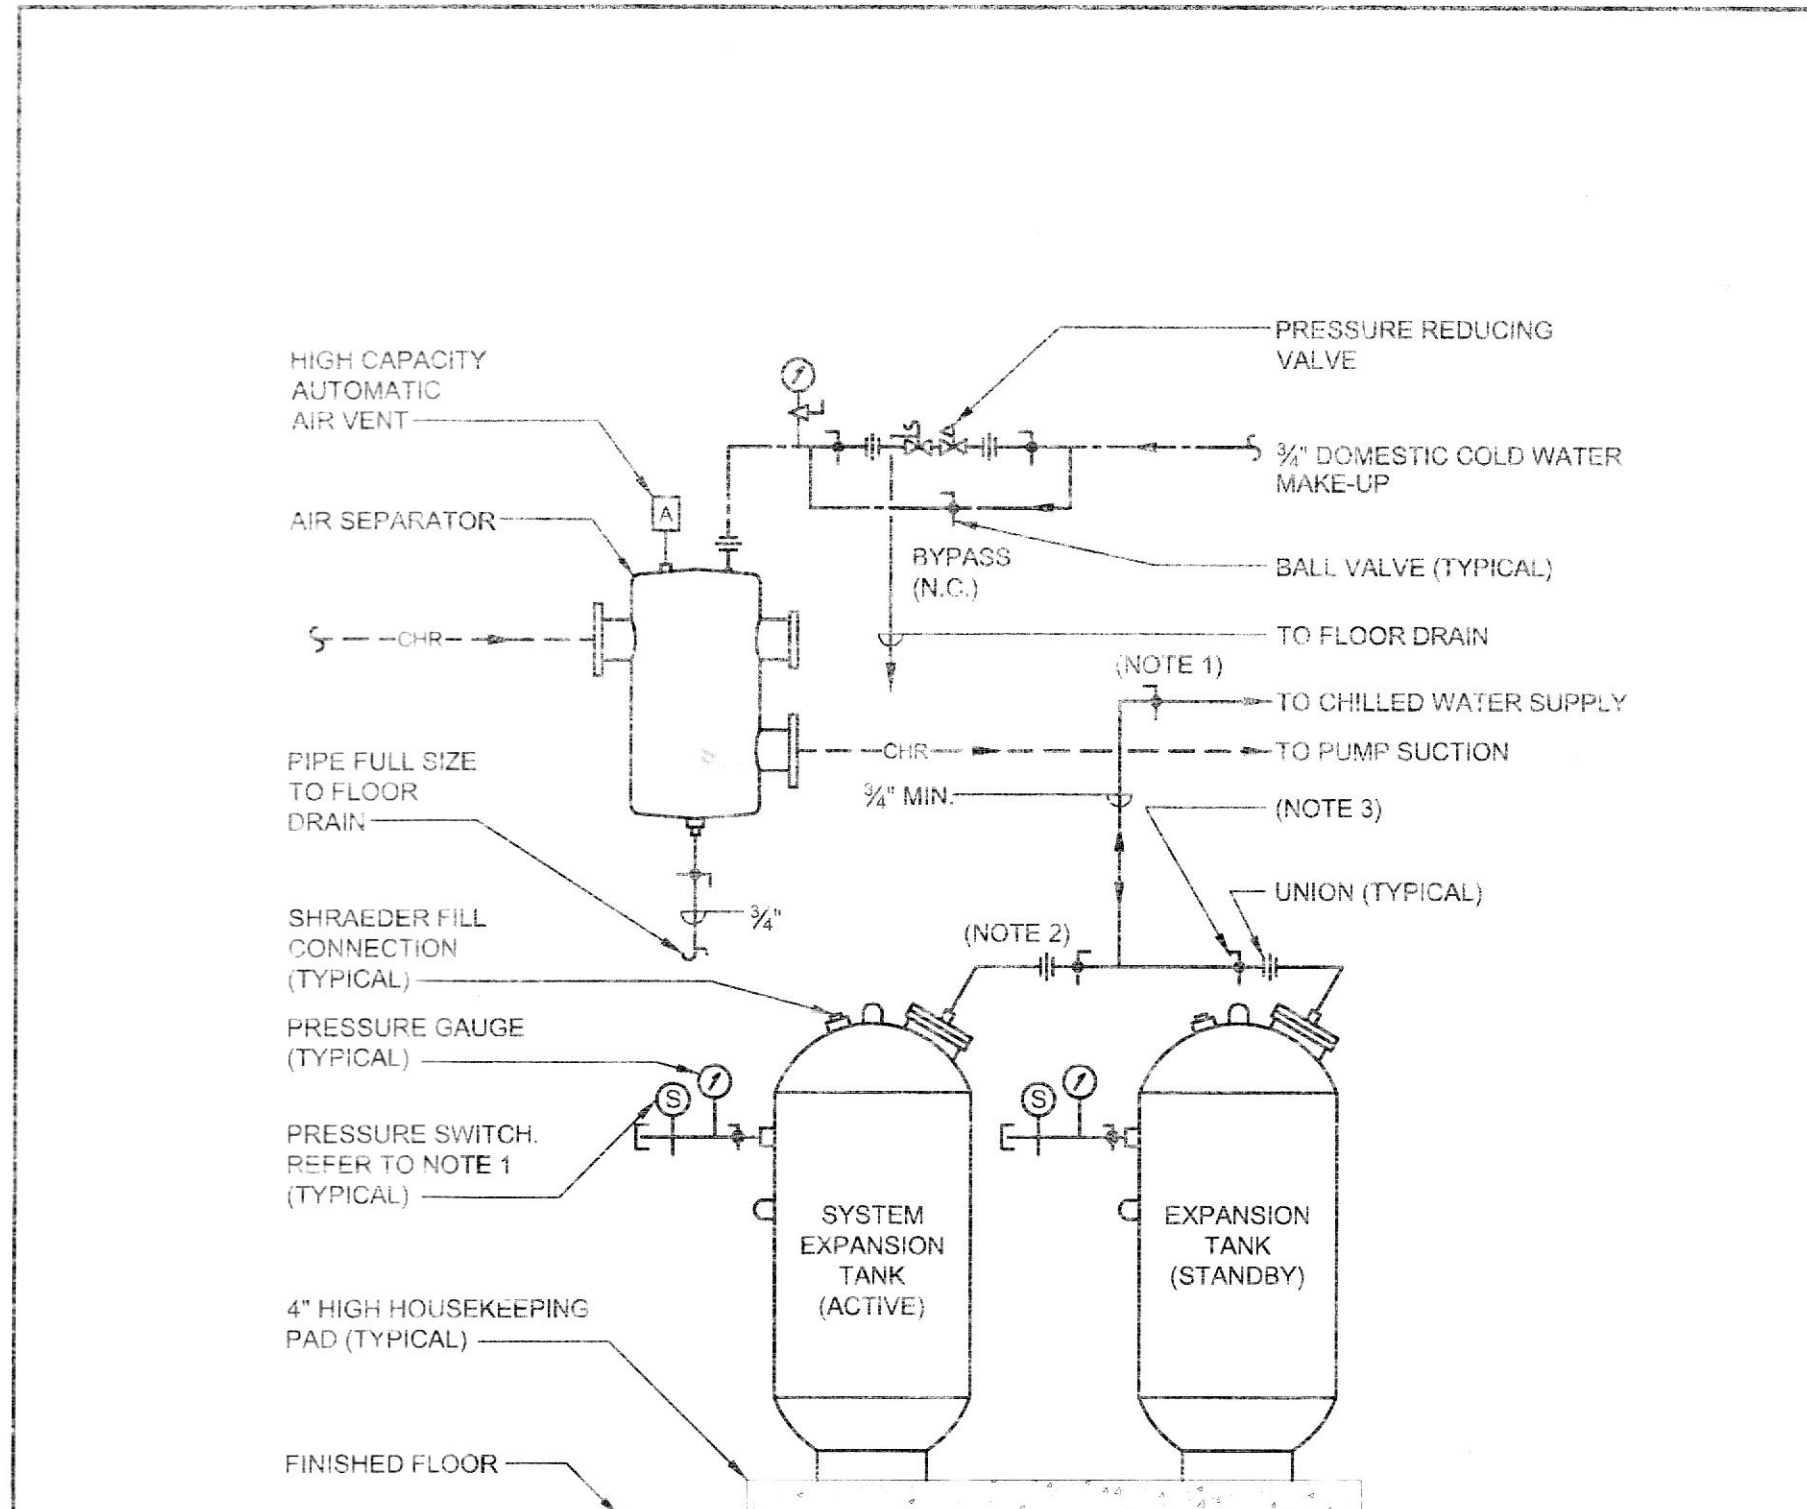 HIGH CAPACITY
AUTOMATIC
AIR VENT
PRESSURE REDUCING
VALVE
¾" DOMESTIC COLD WATER
MAKE-UP
A
AIR SEPARATOR
BYPASS
(N.C.)
BALL VALVE (TYPICAL)
TO FLOOR DRAIN
CHR
(NOTE 1)
TO CHILLED WATER SUPPLY
CHR
TO PUMP SUCTION
PIPE FULL SIZE
TO FLOOR
DRAIN
¾" MIN.
(NOTE 3)
UNION (TYPICAL)
¾"
SHRAEDER FILL
CONNECTION
(TYPICAL)
(NOTE 2)
PRESSURE GAUGE
(TYPICAL)
S
S
PRESSURE SWITCH.
REFER TO NOTE 1
(TYPICAL)
SYSTEM
EXPANSION
TANK
(ACTIVE)
EXPANSION
TANK
(STANDBY)
4" HIGH HOUSEKEEPING
PAD (TYPICAL)
FINISHED FLOOR